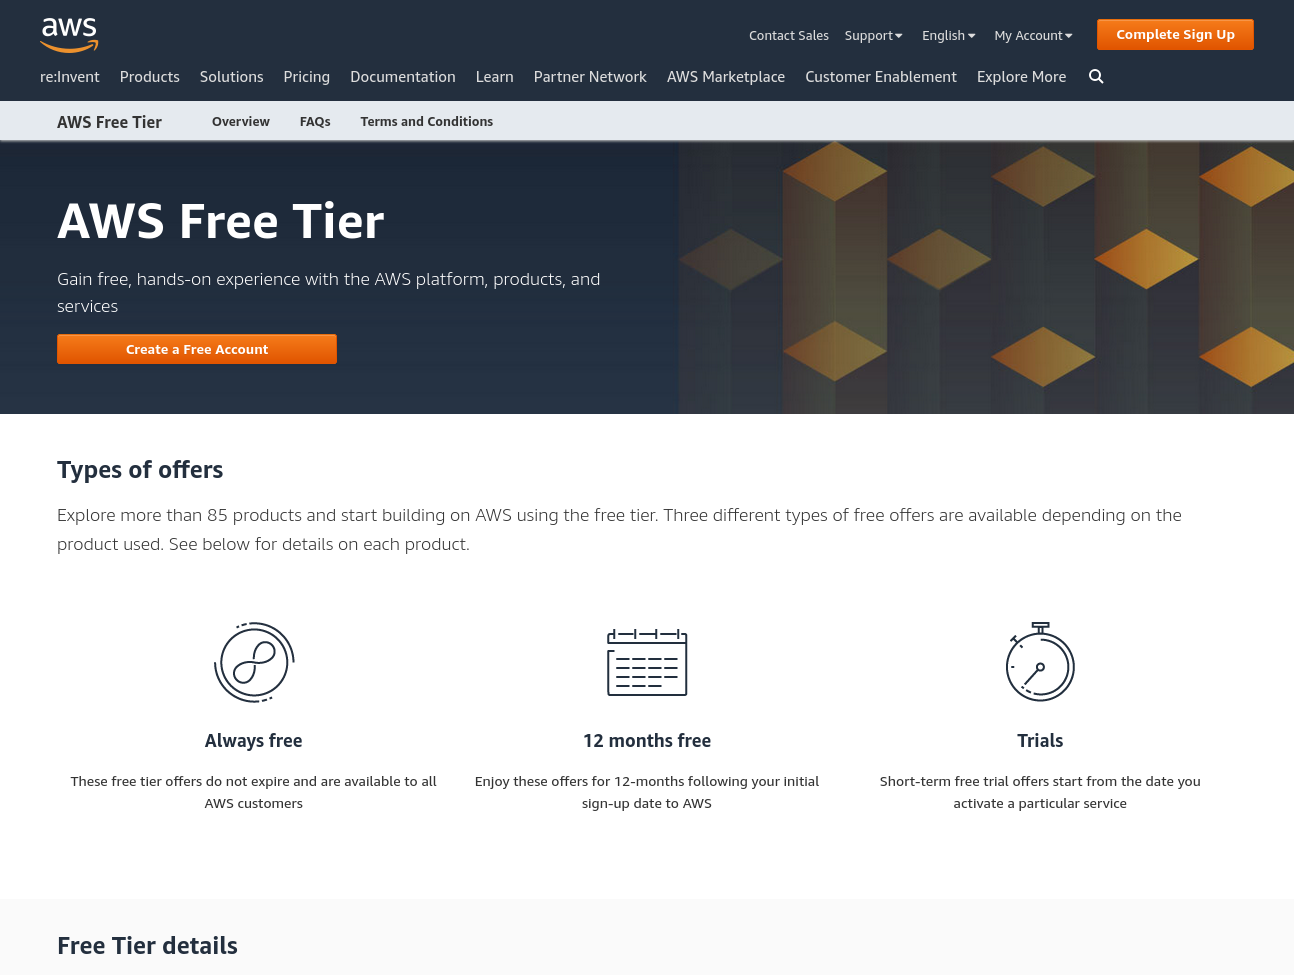 aws
Contact Sales Support English My Account Complete Sign Up
re:Invent Products Solutions Pricing Documentation Learn Partner Network AWS Marketplace Customer Enablement Explore More
AWS Free Tier Overview FAQs Terms and Conditions
AWS Free Tier
Gain free, hands-on experience with the AWS platform, products, and
services
Create a Free Account
Types of offers
Explore more than 85 products and start building on AWS using the free tier. Three different types of free offers are available depending on the
product used. See below for details on each product.
Always free
These free tier offers do not expire and are available to all
AWS customers
12 months free
Enjoy these offers for 12-months following your initial
sign-up date to AWS
Trials
Short-term free trial offers start from the date you
activate a particular service
Free Tier details